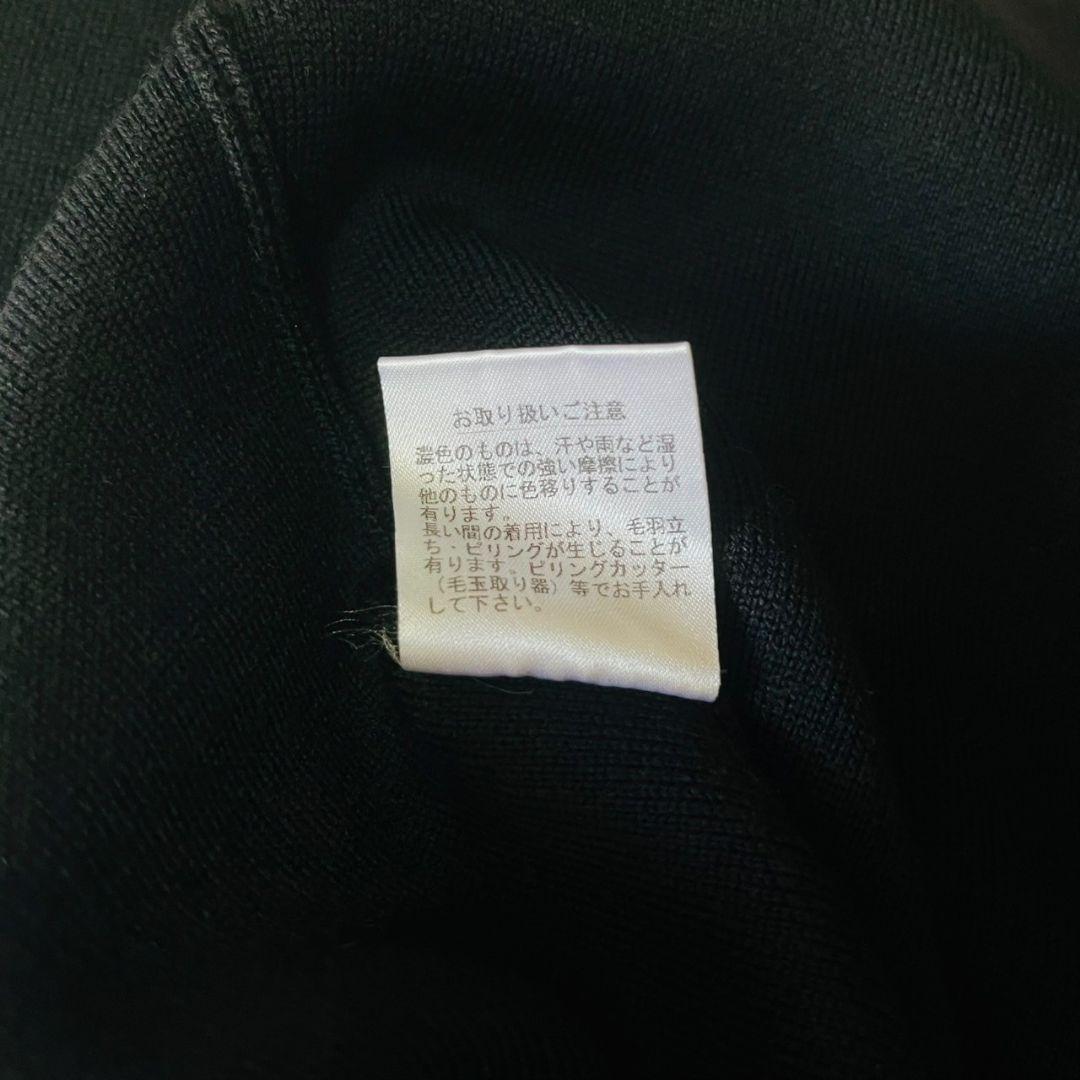 お取り扱いご注意
濃色のものは、汗や雨など湿
った状態での強い摩擦により
他のものに色移りすることが
有ります。
長い間の着用により、毛羽立
ち・ピリングが生じることが
有ります。ピリングカッター
（毛玉取り器）等でお手入れ
して下さい。